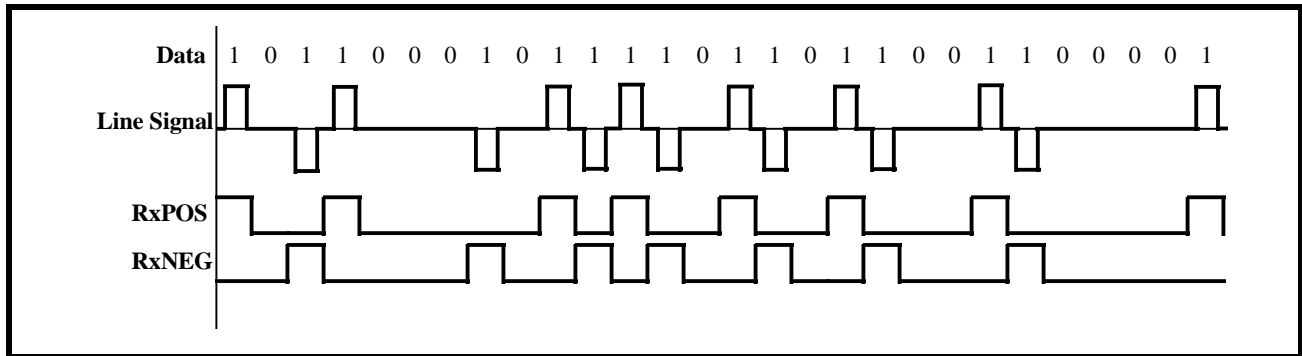 Data 1 0 1 1 0 0 0 1 0 1 1 1 1 0 1 1 0 1 1 0 0 1 1 0 0 0 0 1
Line Signal
RxPOS
RxNEG